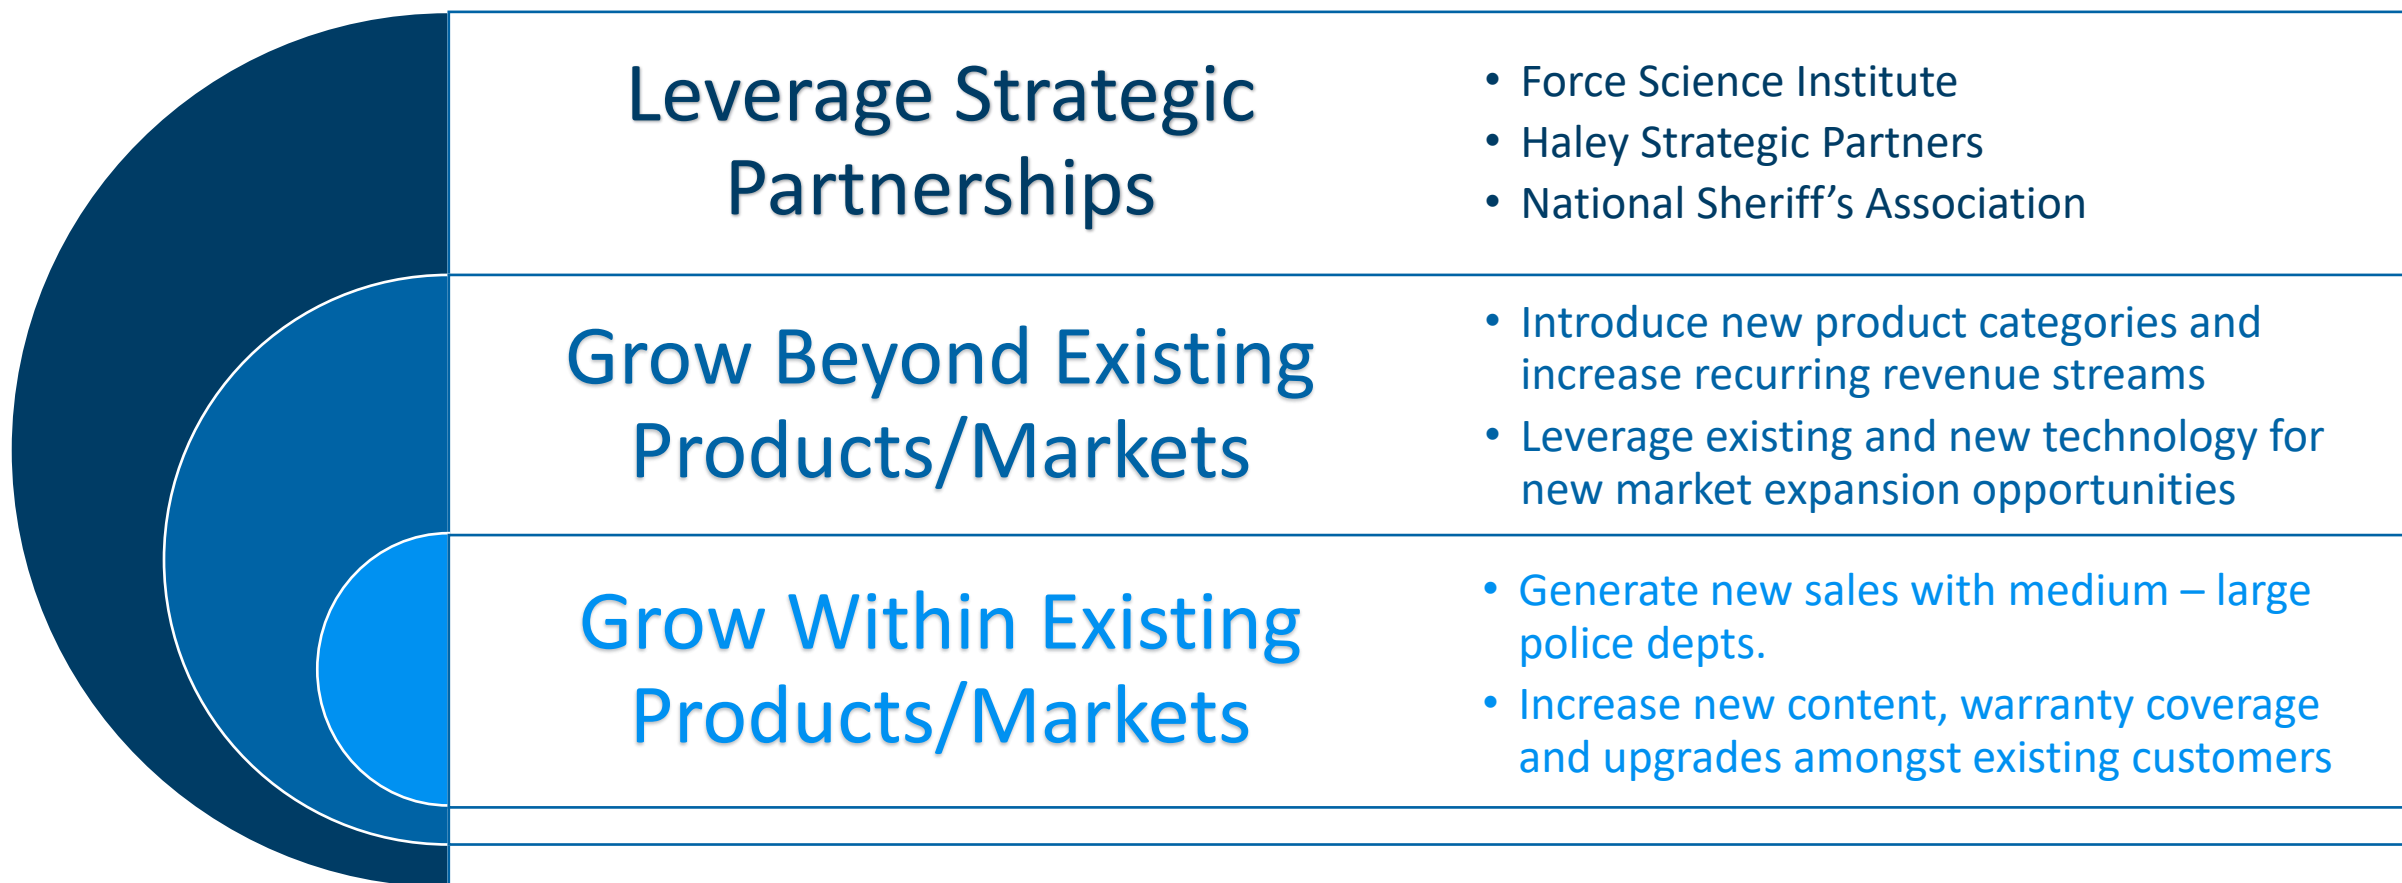 Leverage Strategic
Partnerships
• Force Science Institute
• Haley Strategic Partners
• National Sheriff’s Association
Grow Beyond Existing
Products/Markets
• Introduce new product categories and
increase recurring revenue streams
• Leverage existing and new technology for
new market expansion opportunities
Grow Within Existing
Products/Markets
• Generate new sales with medium – large
police depts.
• Increase new content, warranty coverage
and upgrades amongst existing customers